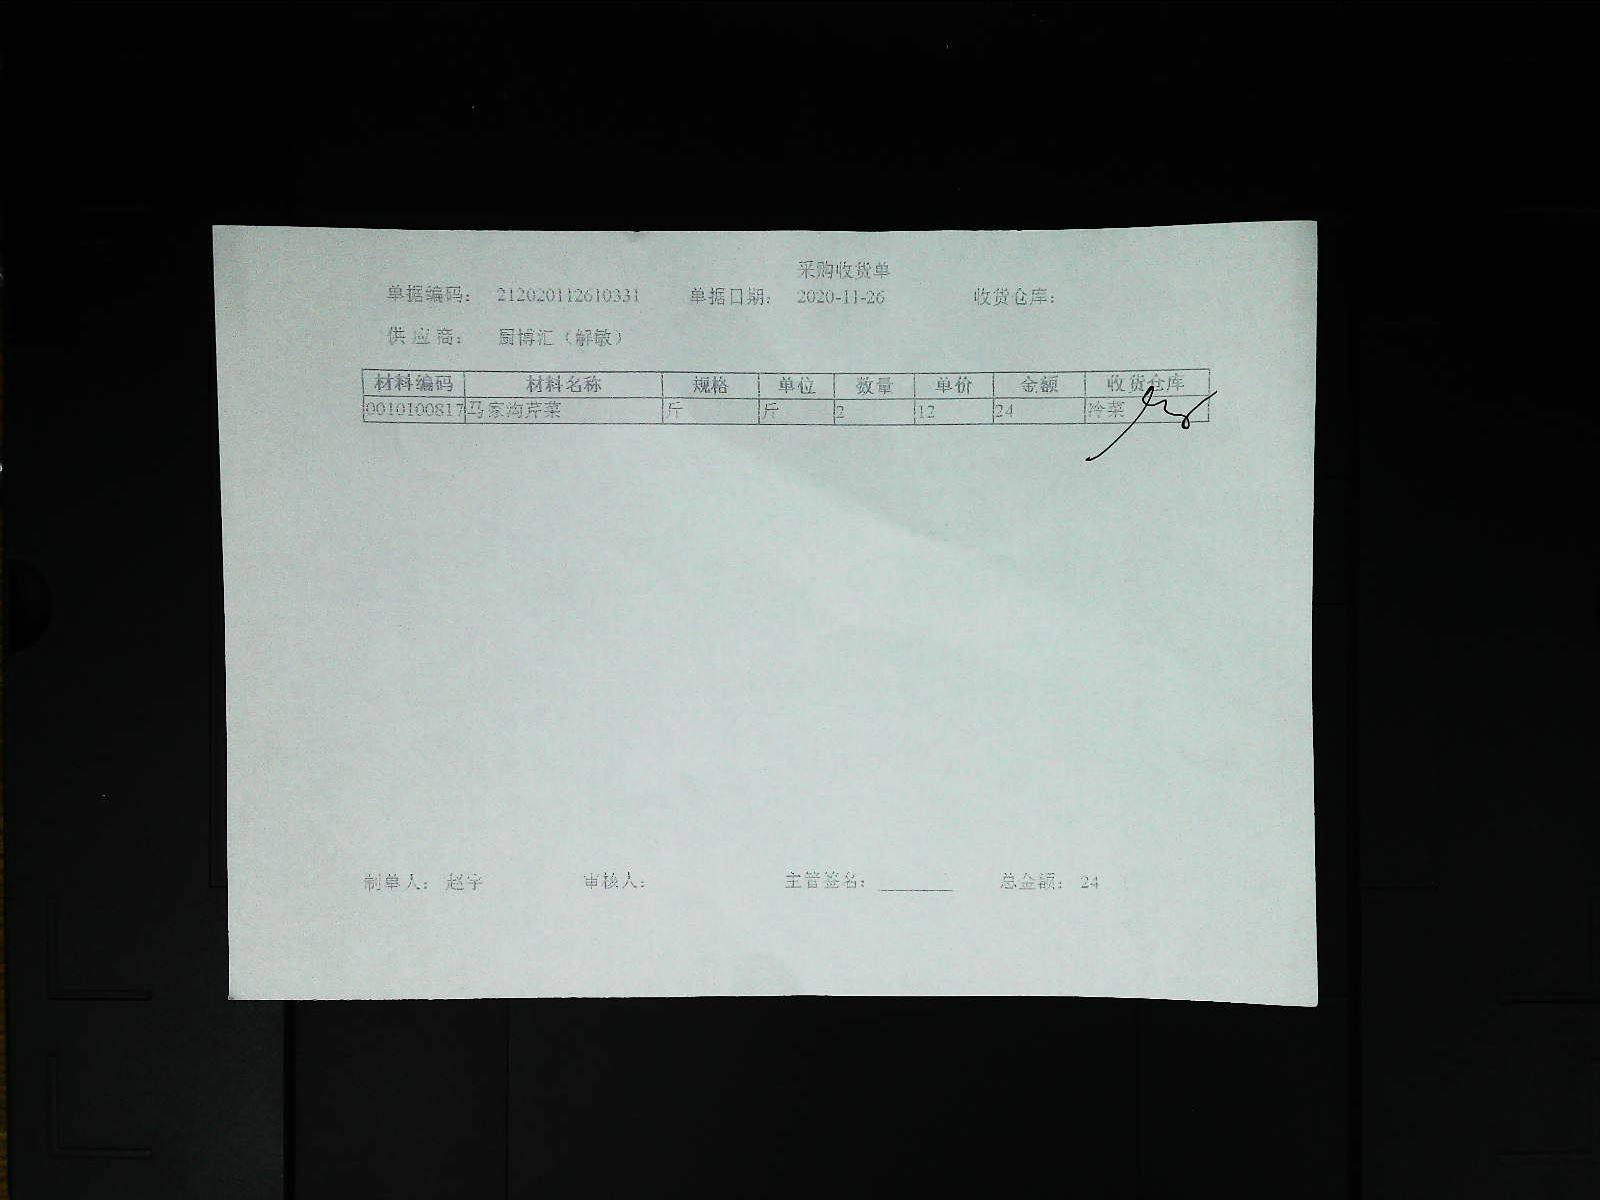 采购收货单
单据编码： 212020112610331 单据日期： 2020-11-26 收货仓库：
供 应 商： 厨博汇（解敏）
材料编码 材料名称 规格 单位 数量 单价 金额 收货仓库
0010100817 马家沟芹菜 斤 斤 2 12 24 冷菜
制单人： 赵宇 审核人： 主管签名： 总金额： 24